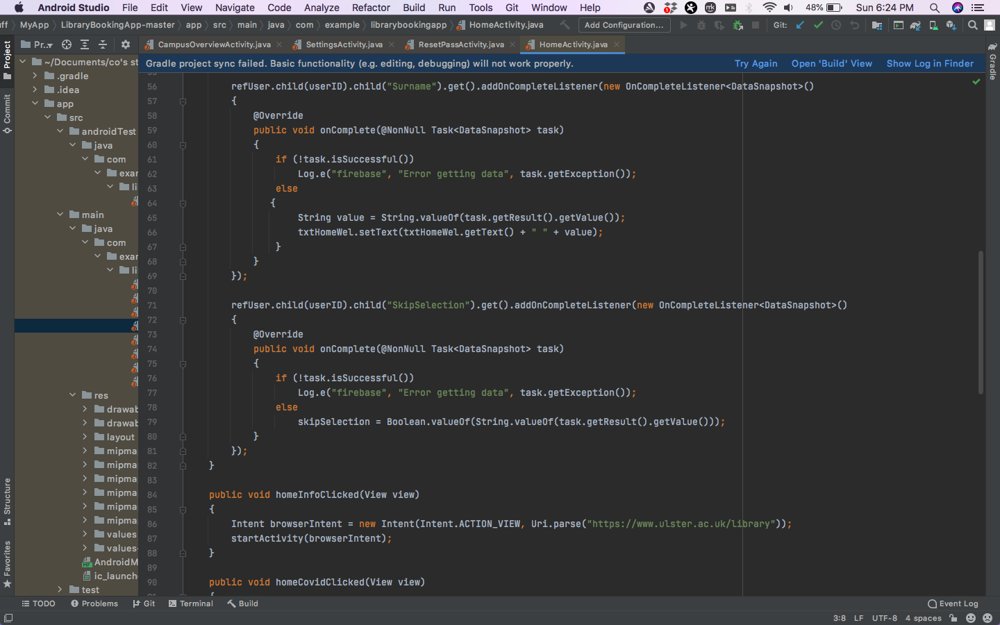 Android Studio File Edit View Navigate Code Analyze Refactor Build Run Tools Git Window Help 48% Sun 6:24 PM
uff MyApp LibraryBookingApp-master app src main java com example librarybookingapp HomeActivity.java Add Configuration... Git:
Project
Commit
Structure
Favorites
Pr...
CampusOverviewActivity.java SettingsActivity.java ResetPassActivity.java HomeActivity.java
Gradle
Gradle project sync failed. Basic functionality (e.g. editing, debugging) will not work properly. Try Again Open 'Build' View Show Log in Finder
~/Documents/co's st
.gradle
.idea
app
src
androidTest
java
com
exar
li
main
java
com
exar
li
res
drawab
drawab
layout
mipma
mipma
mipma
mipma
mipma
mipma
values
values-
AndroidM
ic_launch
test
55
56 refUser.child(userID).child("Surname").get().addOnCompleteListener(new OnCompleteListener<DataSnapshot>()
57 {
58 @Override
59 public void onComplete(@NonNull Task<DataSnapshot> task)
60 {
61 if (!task.isSuccessful())
62 Log.e("firebase", "Error getting data", task.getException());
63 else
64 {
65 String value = String.valueOf(task.getResult().getValue());
66 txtHomeWel.setText(txtHomeWel.getText() + " " + value);
67 }
68 }
69 });
70
71 refUser.child(userID).child("SkipSelection").get().addOnCompleteListener(new OnCompleteListener<DataSnapshot>()
72 {
73 @Override
74 public void onComplete(@NonNull Task<DataSnapshot> task)
75 {
76 if (!task.isSuccessful())
77 Log.e("firebase", "Error getting data", task.getException());
78 else
79 skipSelection = Boolean.valueOf(String.valueOf(task.getResult().getValue()));
80 }
81 });
82 }
83
84 public void homeInfoClicked(View view)
85 {
86 Intent browserIntent = new Intent(Intent.ACTION_VIEW, Uri.parse("https://www.ulster.ac.uk/library"));
87 startActivity(browserIntent);
88 }
89
90 public void homeCovidClicked(View view)
91 {
TODO Problems Git Terminal Build Event Log
3:8 LF UTF-8 4 spaces